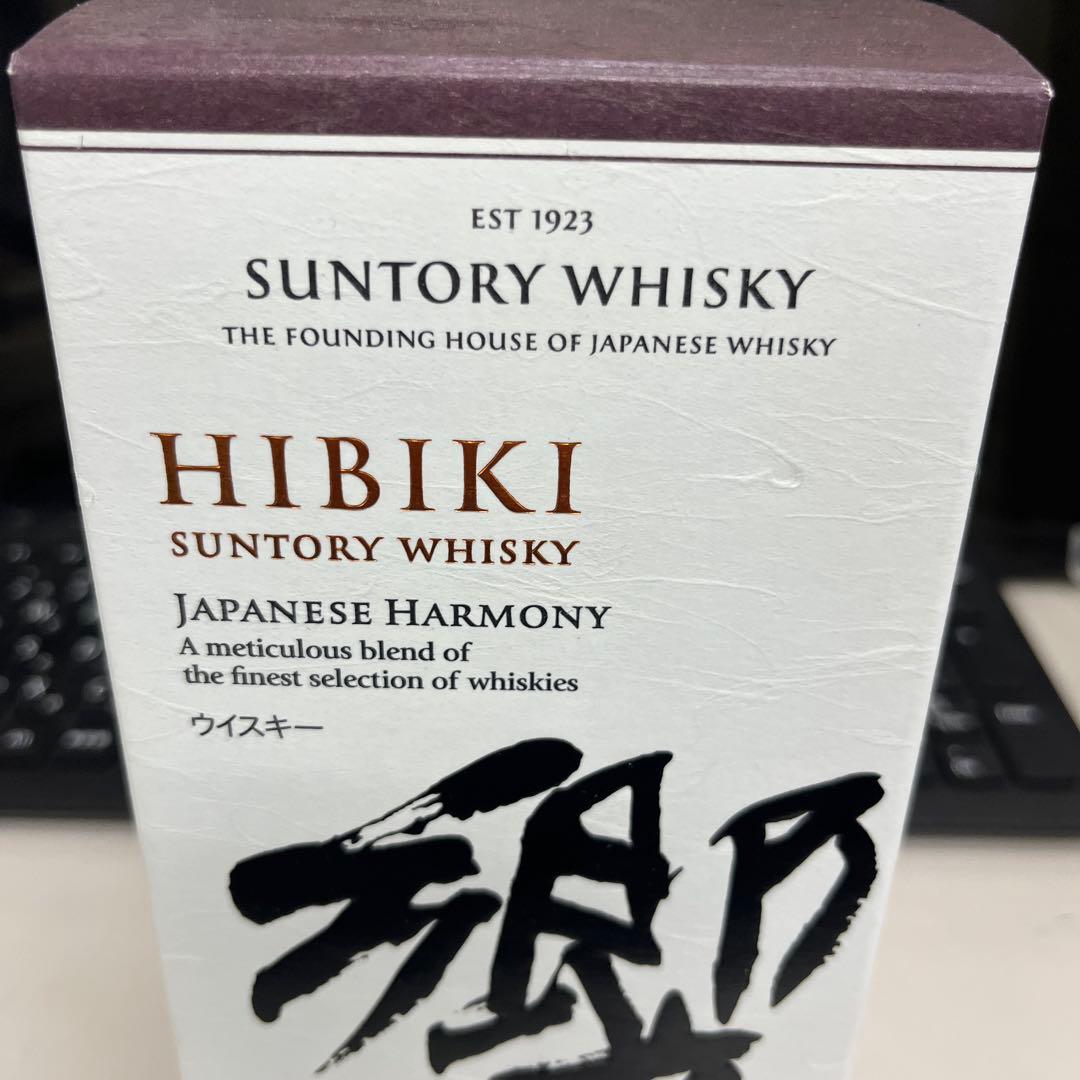 EST 1923
SUNTORY WHISKY
THE FOUNDING HOUSE OF JAPANESE WHISKY
HIBIKI
SUNTORY WHISKY
JAPANESE HARMONY
A meticulous blend of
the finest selection of whiskies
ウイスキー
響